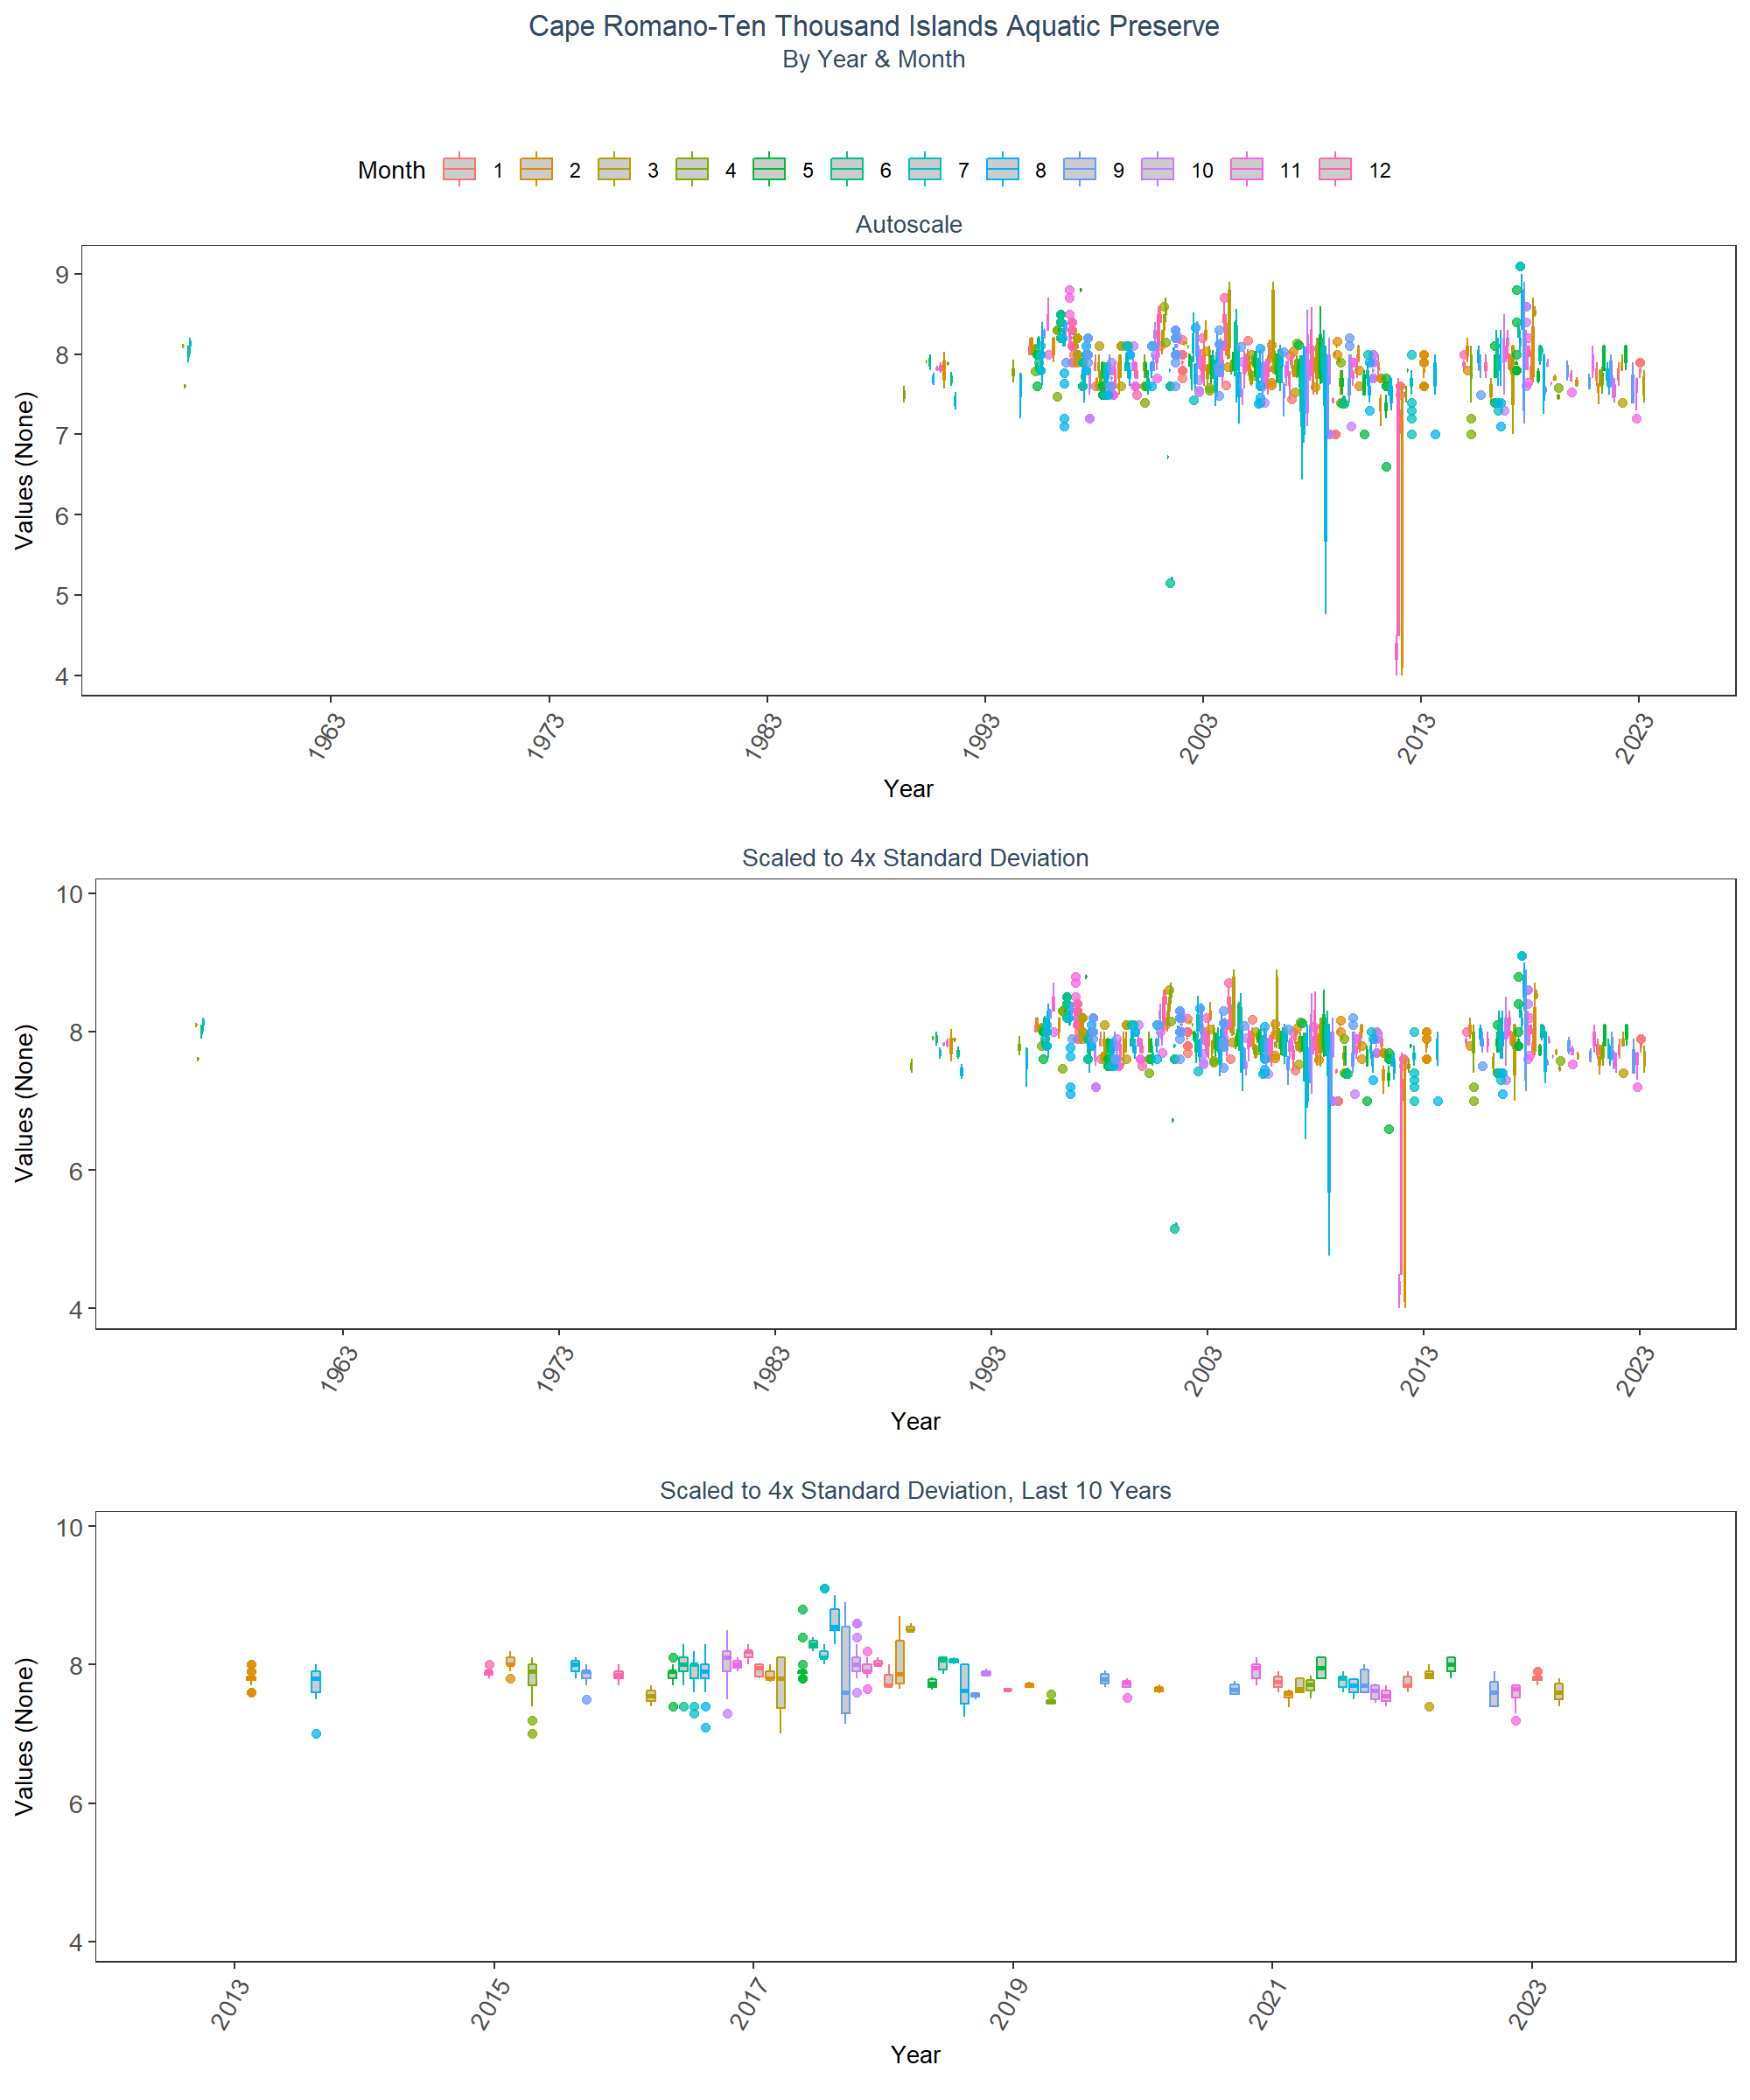 Cape Romano-Ten Thousand Islands Aquatic Preserve
By Year & Month
Month 1 2 3 4 5 6 7 8 9 10 11 12
Autoscale
Values (None)
9
8
7
6
5
4
1963 1973 1983 1993 2003 2013 2023
Year
Scaled to 4x Standard Deviation
Values (None)
10
8
6
4
1963 1973 1983 1993 2003 2013 2023
Year
Scaled to 4x Standard Deviation, Last 10 Years
Values (None)
10
8
6
4
2013 2015 2017 2019 2021 2023
Year